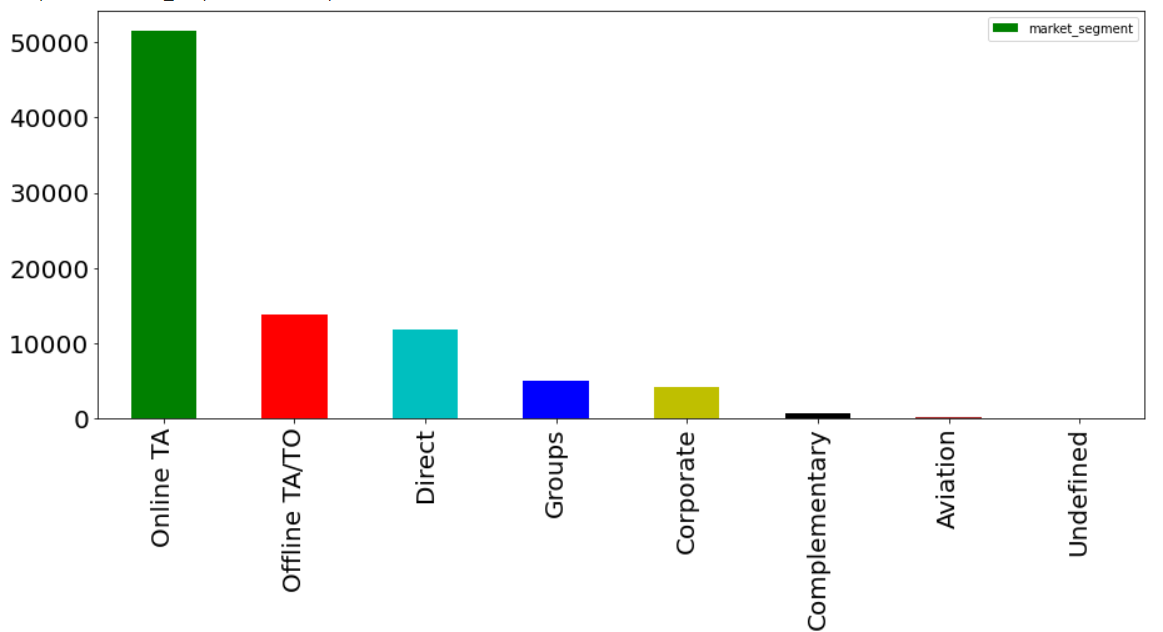 market_segment
50000
40000
30000
20000
10000
0
Online TA
Offline TA/TO
Direct
Groups
Corporate
Complementary
Aviation
Undefined